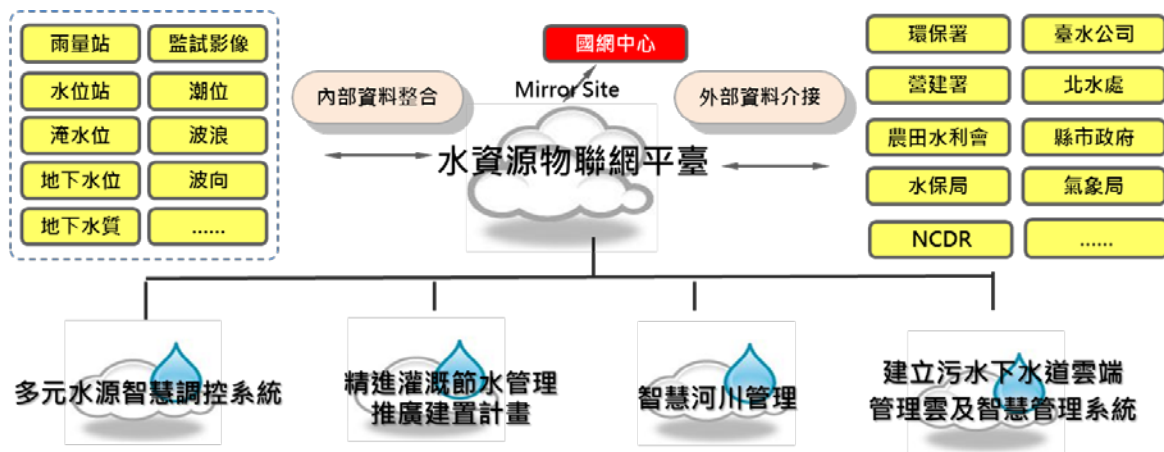 雨量站
監試影像
水位站
潮位
淹水位
波浪
地下水位
波向
地下水質
......
內部資料整合
國網中心
Mirror Site
水資源物聯網平臺
外部資料介接
環保署
臺水公司
營建署
北水處
農田水利會
縣市政府
水保局
氣象局
NCDR
......
多元水源智慧調控系統
精進灌溉節水管理
推廣建置計畫
智慧河川管理
建立污水下水道雲端
管理雲及智慧管理系統